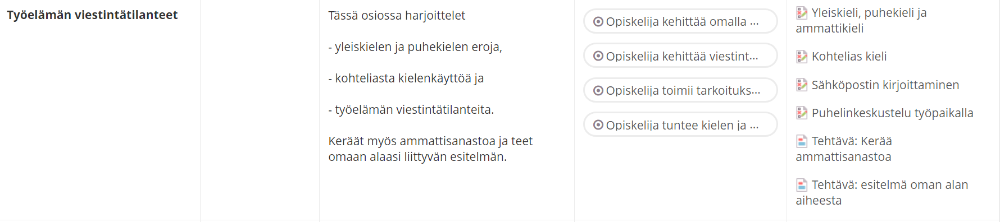 Työelämän viestintätilanteet
Tässä osiossa harjoittelet
- yleiskielen ja puhekielen eroja,
- kohteliasta kielenkäyttöä ja
- työelämän viestintätilanteita.
Keräät myös ammattisanastoa ja teet
omaan alaasi liittyvän esitelmän.
Opiskelija kehittää omalla ...
Opiskelija kehittää viestint...
Opiskelija toimii tarkoituks...
Opiskelija tuntee kielen ja ...
Yleiskieli, puhekieli ja
ammattikieli
Kohtelias kieli
Sähköpostin kirjoittaminen
Puhelinkeskustelu työpaikalla
Tehtävä: Kerää
ammattisanastoa
Tehtävä: esitelmä oman alan
aiheesta